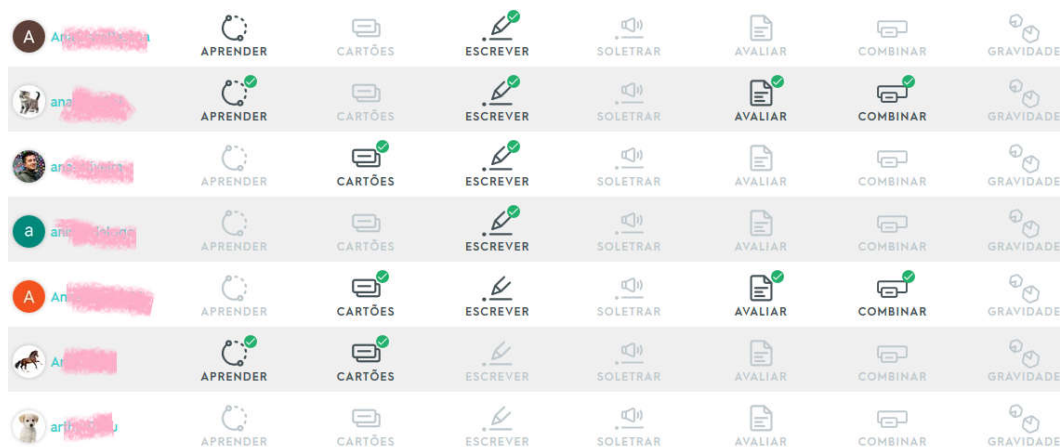 A APRENDER CARTÕES ESCREVER SOLETRAR AVALIAR COMBINAR GRAVIDADE
APRENDER CARTÕES ESCREVER SOLETRAR AVALIAR COMBINAR GRAVIDADE
APRENDER CARTÕES ESCREVER SOLETRAR AVALIAR COMBINAR GRAVIDADE
a APRENDER CARTÕES ESCREVER SOLETRAR AVALIAR COMBINAR GRAVIDADE
A APRENDER CARTÕES ESCREVER SOLETRAR AVALIAR COMBINAR GRAVIDADE
APRENDER CARTÕES ESCREVER SOLETRAR AVALIAR COMBINAR GRAVIDADE
APRENDER CARTÕES ESCREVER SOLETRAR AVALIAR COMBINAR GRAVIDADE